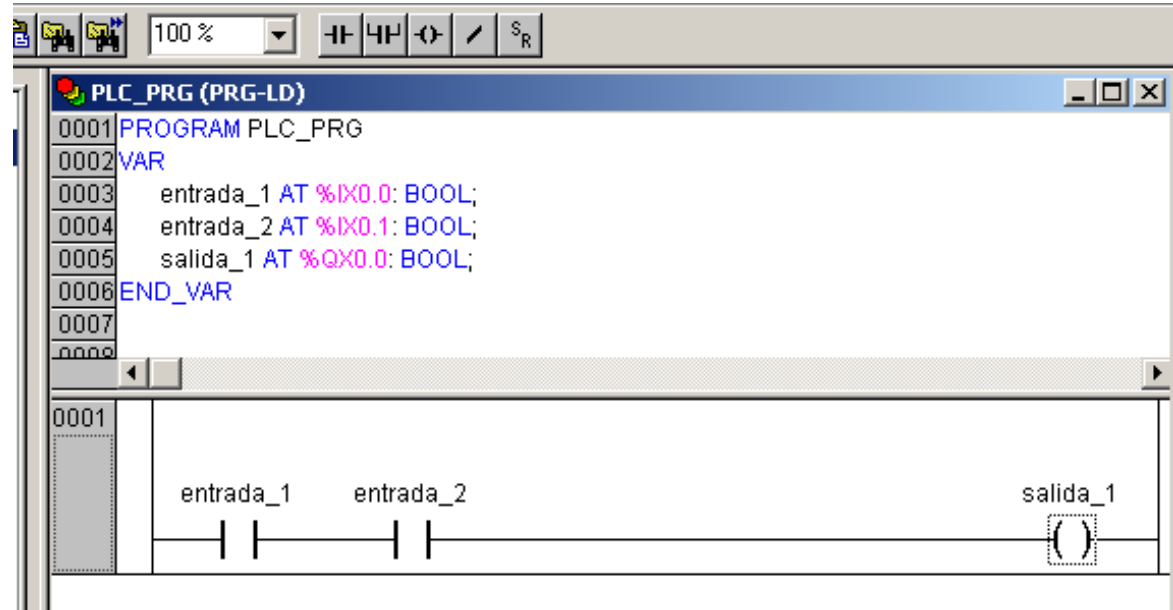 100 %
S R
PLC_PRG (PRG-LD)
0001 PROGRAM PLC_PRG
0002 VAR
0003 entrada_1 AT %IX0.0: BOOL;
0004 entrada_2 AT %IX0.1: BOOL;
0005 salida_1 AT %QX0.0: BOOL;
0006 END_VAR
0007
0001
entrada_1 entrada_2 salida_1